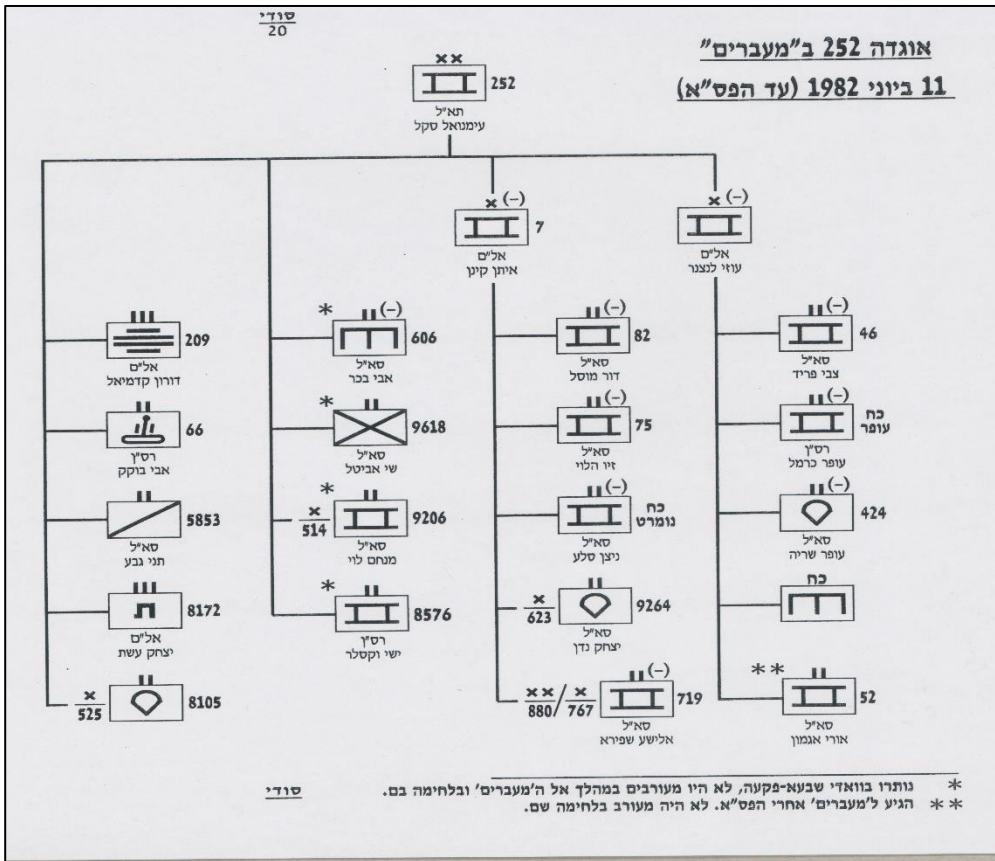 סודי
20
אוגדה 252 ב"מעברים"
11 ביוני 1982 (עד הפס"א)
×× 252
תא"ל
עימנואל סקל
× (-)
אל"ם
עוזי לנצנר
× (-) 7
אל"ם
איתן קינן
(-) 46
סא"ל
צבי פריד
(-) כח
עופר
רס"ן
עופר כרמל
(-) 424
סא"ל
עופר שריה
כח
** 52
סא"ל
אורי אגמון
(-) 82
סא"ל
דור מוסל
(-) 75
סא"ל
זיו הלוי
(-) כח
נומרט
סא"ל
ניצן סלע
9264
×
623
סא"ל
יצחק נדן
(-) 719
××/×
880 767
סא"ל
אלישע שפירא
* (-) 606
סא"ל
אבי בכר
* 9618
סא"ל
שי אביטל
* 9206
×
514
סא"ל
מנחם לוי
* 8576
רס"ן
ישי וקסלר
209
אל"ם
דורון קדמיאל
66
רס"ן
אבי בוקק
5853
סא"ל
תני גבע
8172
אל"ם
יצחק עשת
8105
×
525
* נותרו בוואדי שבעא-פקעה, לא היו מעורבים במהלך אל ה'מעברים' ובלחימה בם.
** הגיע ל'מעברים' אחרי הפס"א. לא היה מעורב בלחימה שם.
סודי